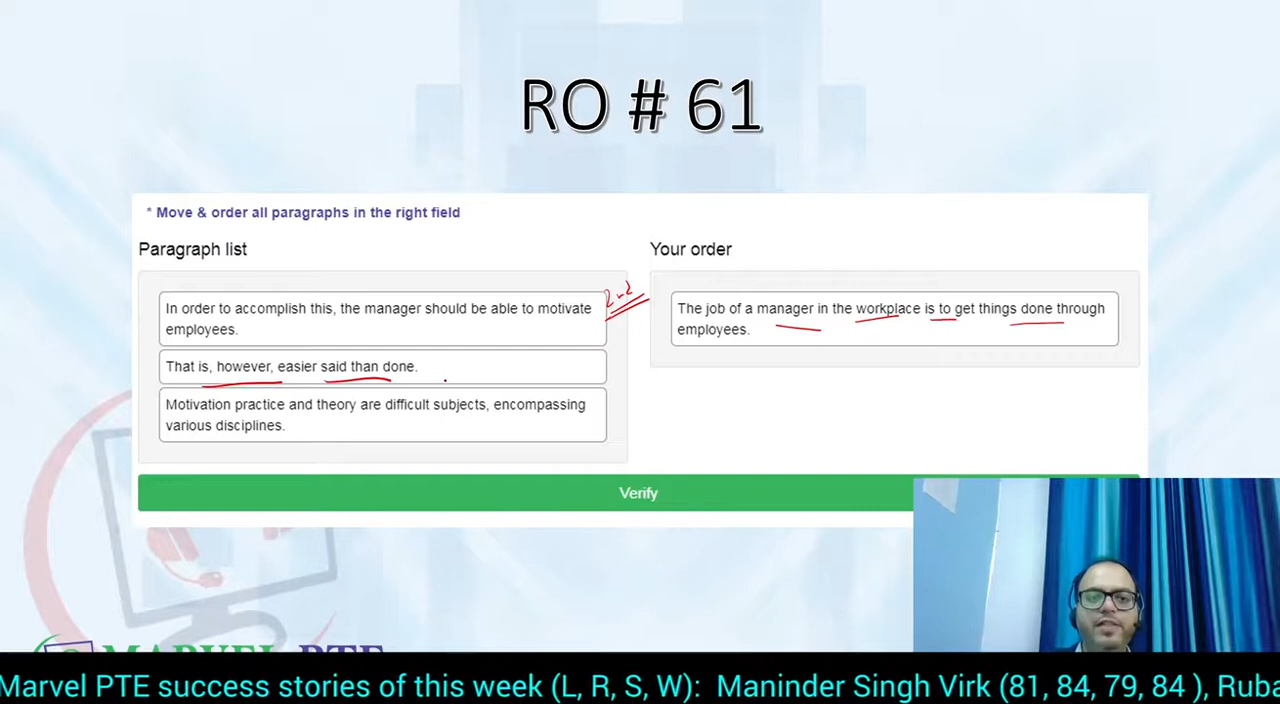 RO # 61
* Move & order all paragraphs in the right field
Paragraph list
Your order
In order to accomplish this, the manager should be able to motivate
employees.
2nd
The job of a manager in the workplace is to get things done through
employees.
That is, however, easier said than done.
Motivation practice and theory are difficult subjects, encompassing
various disciplines.
Verify
MARVEL PTE
Marvel PTE success stories of this week (L, R, S, W): Maninder Singh Virk (81, 84, 79, 84 ), Ruba